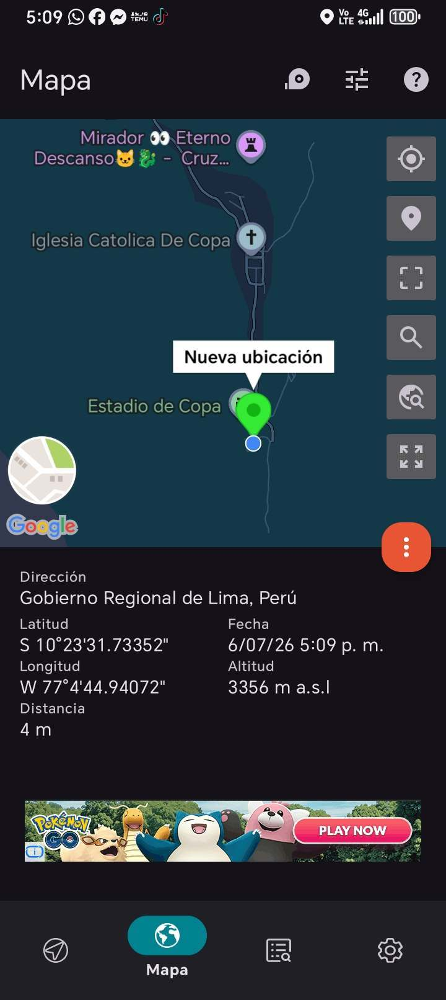 5:09
TEMU
Vo LTE 4G 100
Mapa
Mirador 👀 Eterno
Descanso🐱🐉 - Cruz...
Iglesia Catolica De Copa
Nueva ubicación
Estadio de Copa
Google
Dirección
Gobierno Regional de Lima, Perú
Latitud
S 10°23'31.73352"
Fecha
6/07/26 5:09 p. m.
Longitud
W 77°4'44.94072"
Altitud
3356 m a.s.l
Distancia
4 m
POKÉMON
GO
PLAY NOW
Mapa